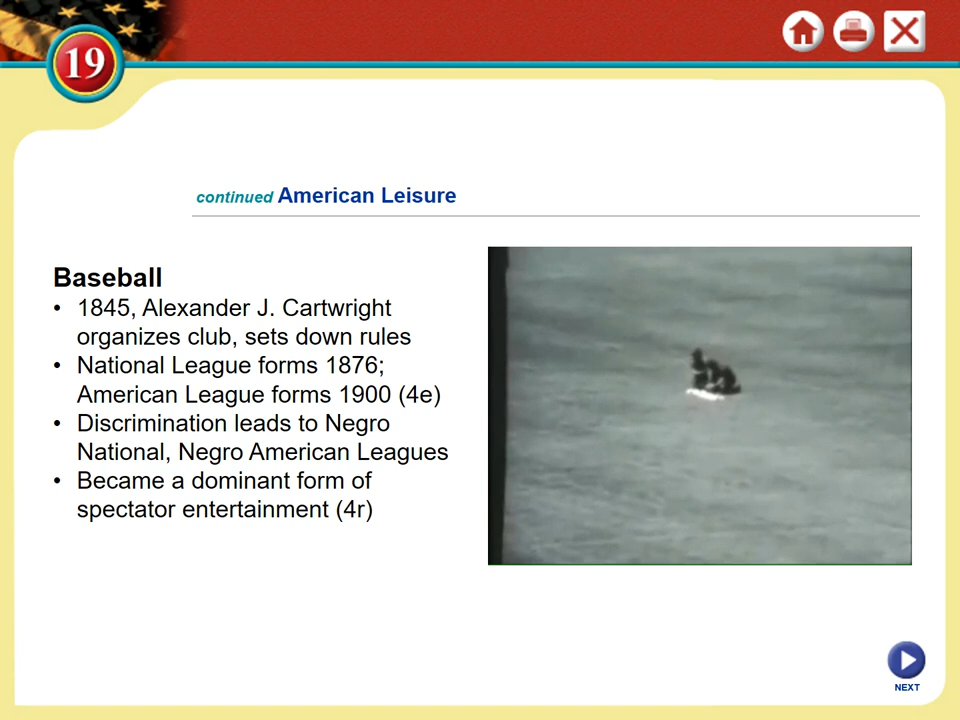 19
continued American Leisure
Baseball
• 1845, Alexander J. Cartwright
organizes club, sets down rules
• National League forms 1876;
American League forms 1900 (4e)
• Discrimination leads to Negro
National, Negro American Leagues
• Became a dominant form of
spectator entertainment (4r)
NEXT